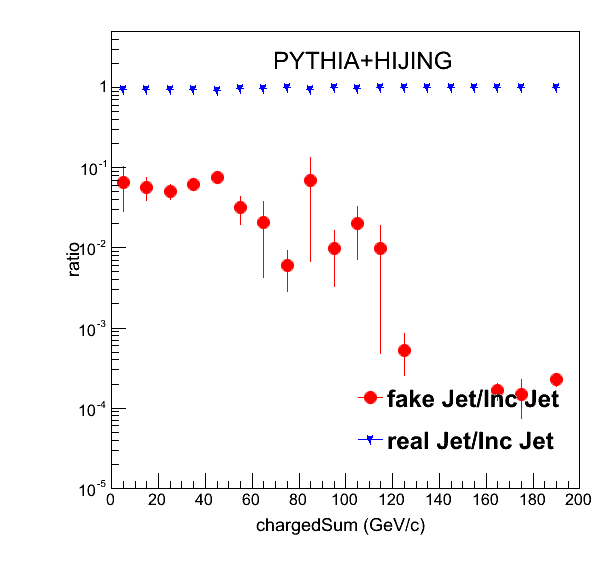 PYTHIA+HIJING
1
10-1
10-2
10-3
10-4
10-5
ratio
fake Jet/Inc Jet
real Jet/Inc Jet
0 20 40 60 80 100 120 140 160 180 200
chargedSum (GeV/c)